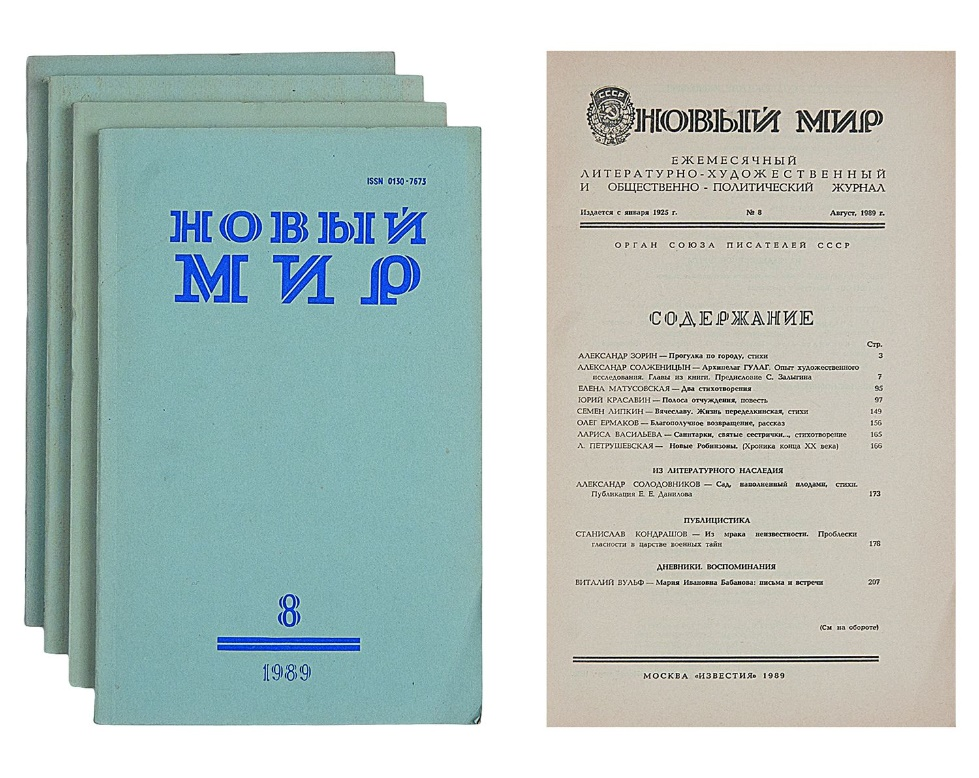 ISSN 0130-7673
НОВЫЙ
МИР
8
1989
СССР
НОВЫЙ МИР
ЕЖЕМЕСЯЧНЫЙ
ЛИТЕРАТУРНО-ХУДОЖЕСТВЕННЫЙ
И ОБЩЕСТВЕННО-ПОЛИТИЧЕСКИЙ ЖУРНАЛ
Издается с января 1925 г. № 8 Август, 1989 г.
ОРГАН СОЮЗА ПИСАТЕЛЕЙ СССР
СОДЕРЖАНИЕ
Стр.
АЛЕКСАНДР ЗОРИН — Прогулка по городу, стихи 3
АЛЕКСАНДР СОЛЖЕНИЦЫН — Архипелаг ГУЛАГ. Опыт художественного
исследования. Главы из книги. Предисловие С. Залыгина 7
ЕЛЕНА МАТУСОВСКАЯ — Два стихотворения 95
ЮРИЙ КРАСАВИН — Полоса отчуждения, повесть 97
СЕМЕН ЛИПКИН — Вячеславу. Жизнь переделкинская, стихи 149
ОЛЕГ ЕРМАКОВ — Благополучное возвращение, рассказ 156
ЛАРИСА ВАСИЛЬЕВА — Санитарки, святые сестрички..., стихотворение 165
Л. ПЕТРУШЕВСКАЯ — Новые Робинзоны. (Хроника конца XX века) 166
ИЗ ЛИТЕРАТУРНОГО НАСЛЕДИЯ
АЛЕКСАНДР СОЛОДОВНИКОВ — Сад, наполненный плодами, стихи.
Публикация Е. Е. Данилова 173
ПУБЛИЦИСТИКА
СТАНИСЛАВ КОНДРАШОВ — Из мрака неизвестности. Проблески
гласности в царстве военных тайн 178
ДНЕВНИКИ. ВОСПОМИНАНИЯ
ВИТАЛИЙ ВУЛЬФ — Мария Ивановна Бабанова: письма и встречи 207
(См на обороте)
МОСКВА «ИЗВЕСТИЯ» 1989